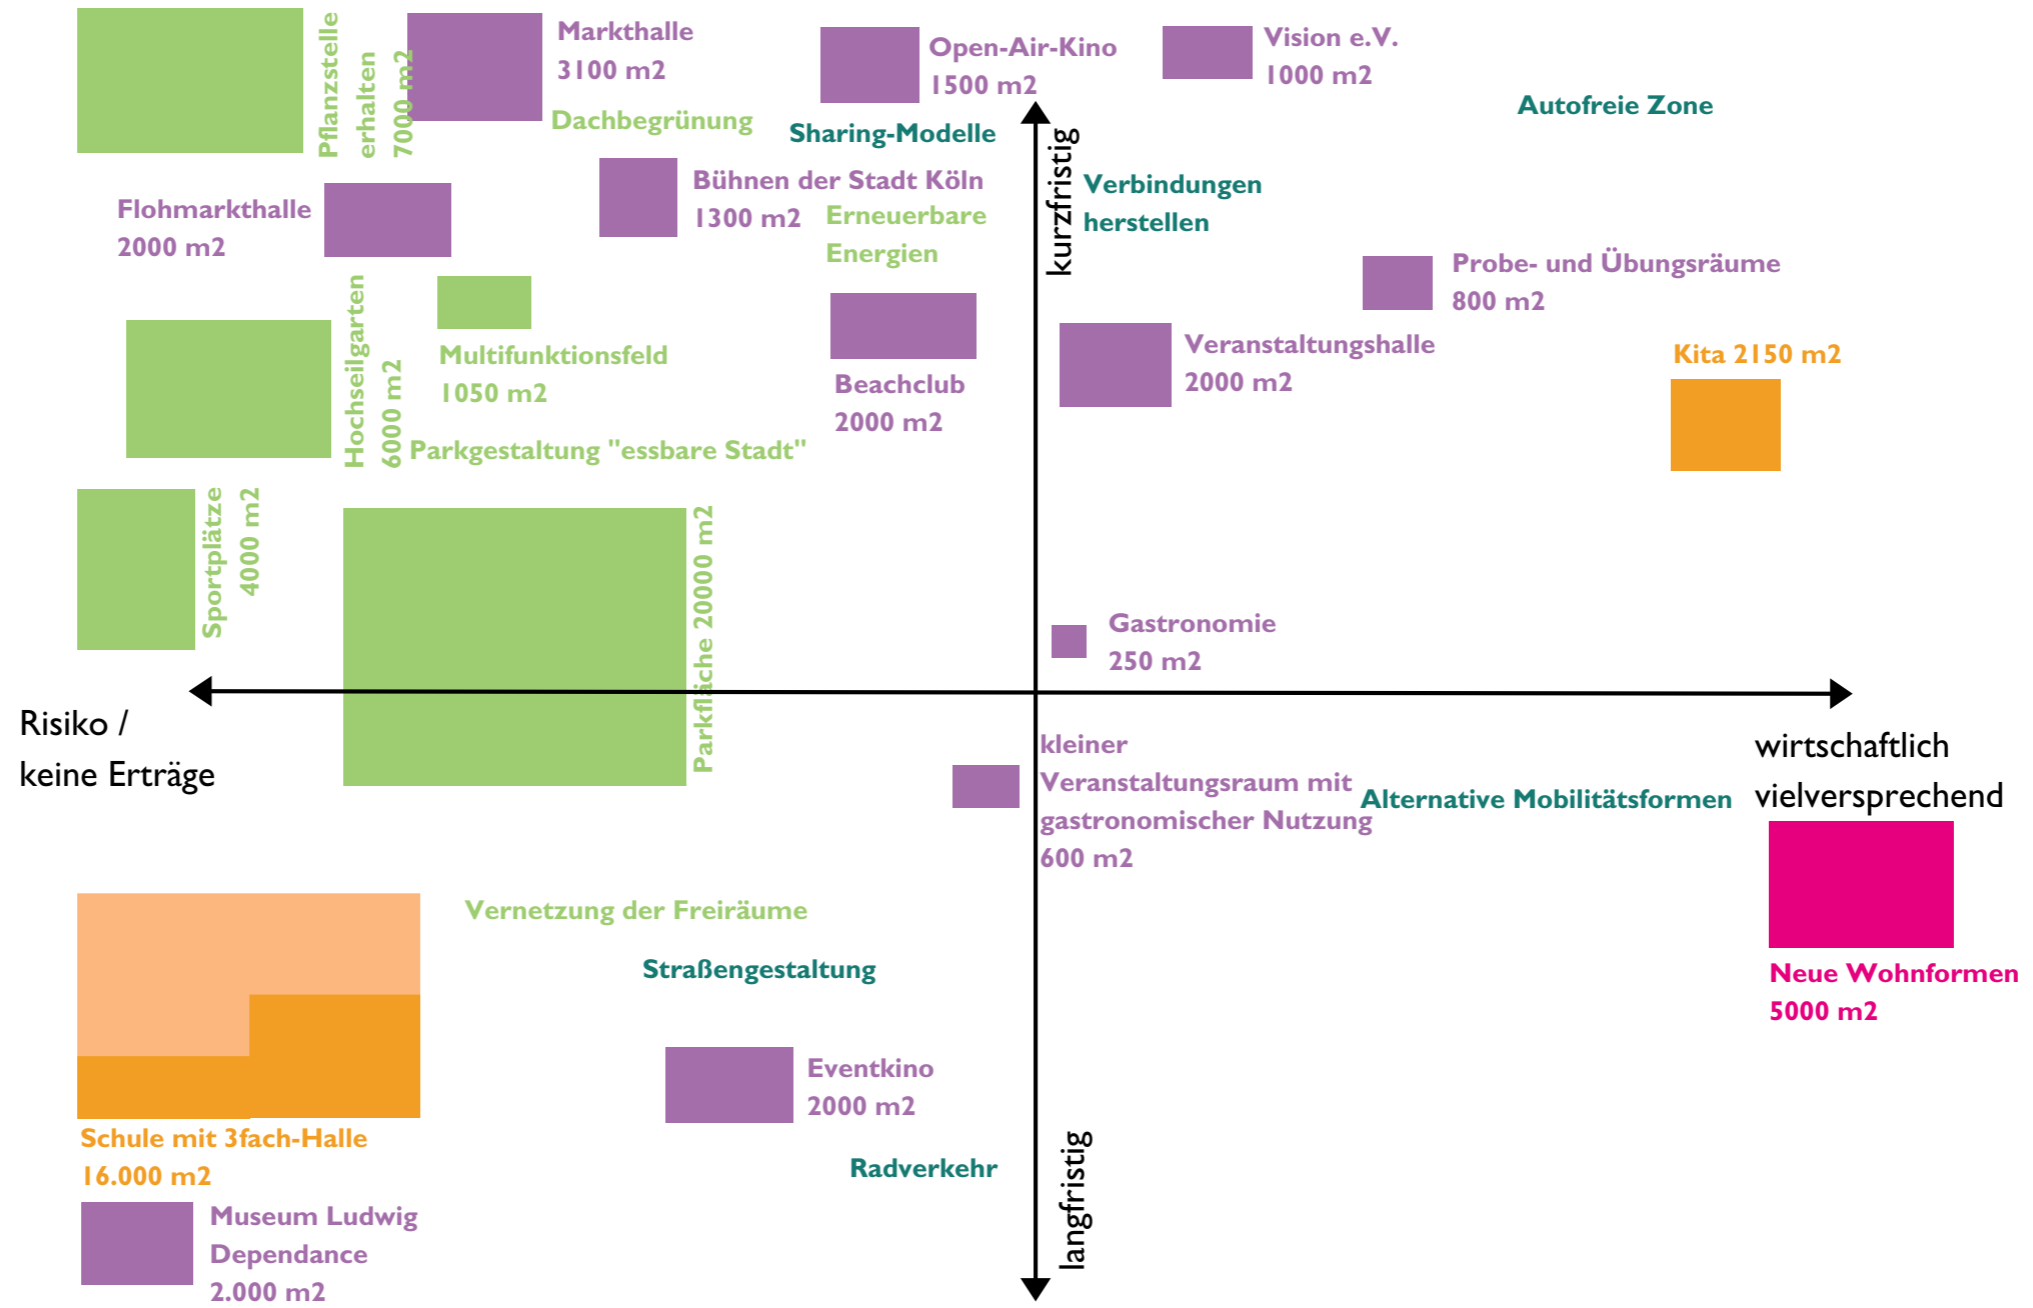 Pflanzstelle
erhalten
7000 m2
Markthalle
3100 m2
Dachbegrünung
Open-Air-Kino
1500 m2
Sharing-Modelle
Vision e.V.
1000 m2
Autofreie Zone
kurzfristig
Verbindungen
herstellen
Flohmarkthalle
2000 m2
Bühnen der Stadt Köln
1300 m2
Erneuerbare
Energien
Probe- und Übungsräume
800 m2
Hochseilgarten
6000 m2
Multifunktionsfeld
1050 m2
Beachclub
2000 m2
Veranstaltungshalle
2000 m2
Kita 2150 m2
Parkgestaltung "essbare Stadt"
Sportplätze
4000 m2
Parkfläche 20000 m2
Gastronomie
250 m2
Risiko /
keine Erträge
wirtschaftlich
vielversprechend
kleiner
Veranstaltungsraum mit
gastronomischer Nutzung
600 m2
Alternative Mobilitätsformen
Vernetzung der Freiräume
Straßengestaltung
Neue Wohnformen
5000 m2
Eventkino
2000 m2
Schule mit 3fach-Halle
16.000 m2
Radverkehr
langfristig
Museum Ludwig
Dependance
2.000 m2